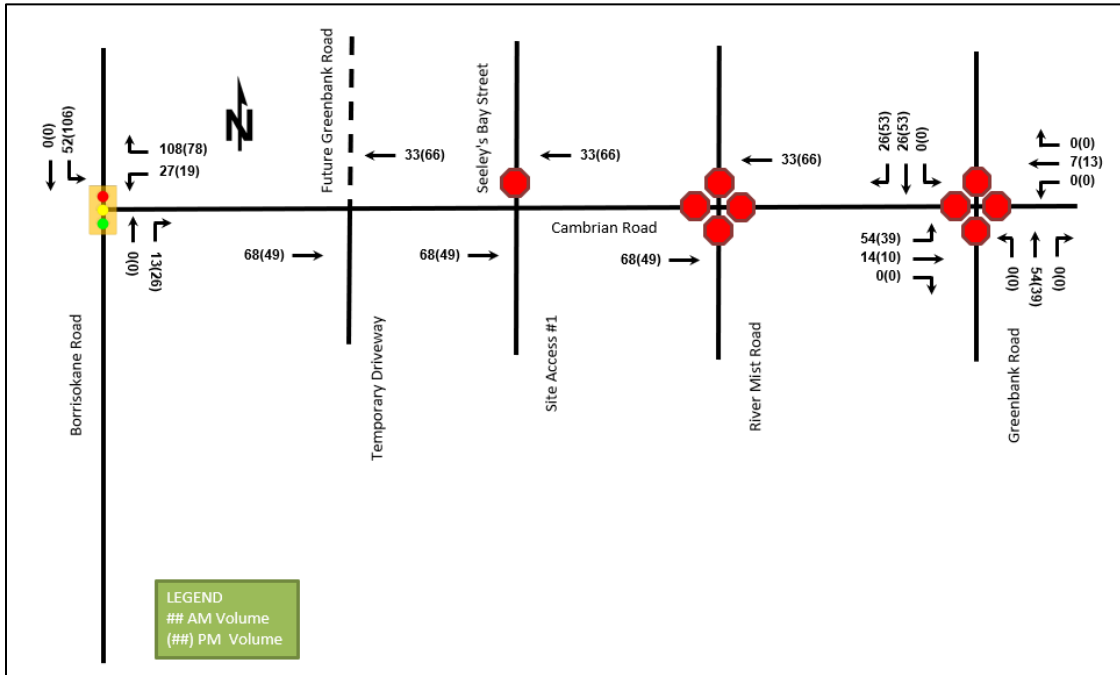 0(0)
52(106)
108(78)
27(19)
0(0)
13(26)
Borrisokane Road
N
Future Greenbank Road
33(66)
68(49)
Temporary Driveway
Seeley's Bay Street
33(66)
68(49)
Site Access #1
Cambrian Road
33(66)
68(49)
River Mist Road
26(53)
26(53)
0(0)
0(0)
7(13)
0(0)
54(39)
14(10)
0(0)
0(0)
54(39)
0(0)
Greenbank Road
LEGEND
## AM Volume
(##) PM Volume